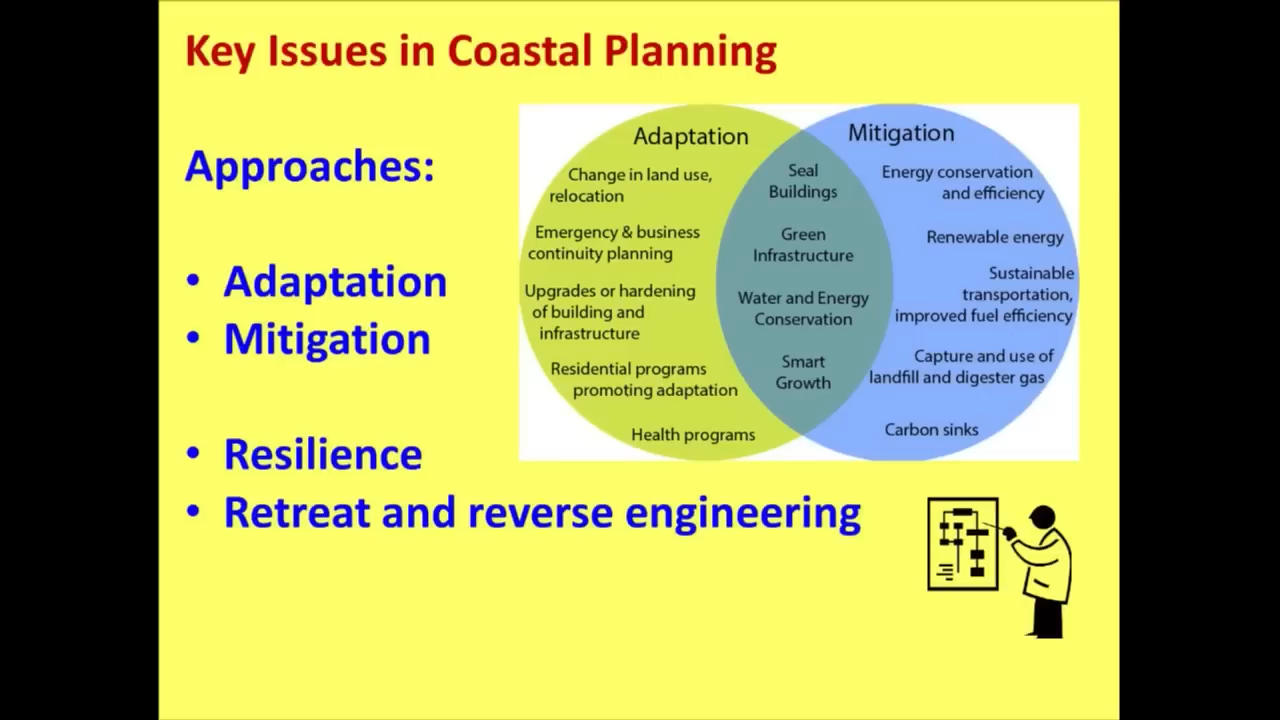 Key Issues in Coastal Planning
Approaches:
• Adaptation
• Mitigation
• Resilience
• Retreat and reverse engineering
Adaptation
Change in land use,
relocation
Emergency & business
continuity planning
Upgrades or hardening
of building and
infrastructure
Residential programs
promoting adaptation
Health programs
Seal
Buildings
Green
Infrastructure
Water and Energy
Conservation
Smart
Growth
Mitigation
Energy conservation
and efficiency
Renewable energy
Sustainable
transportation,
improved fuel efficiency
Capture and use of
landfill and digester gas
Carbon sinks